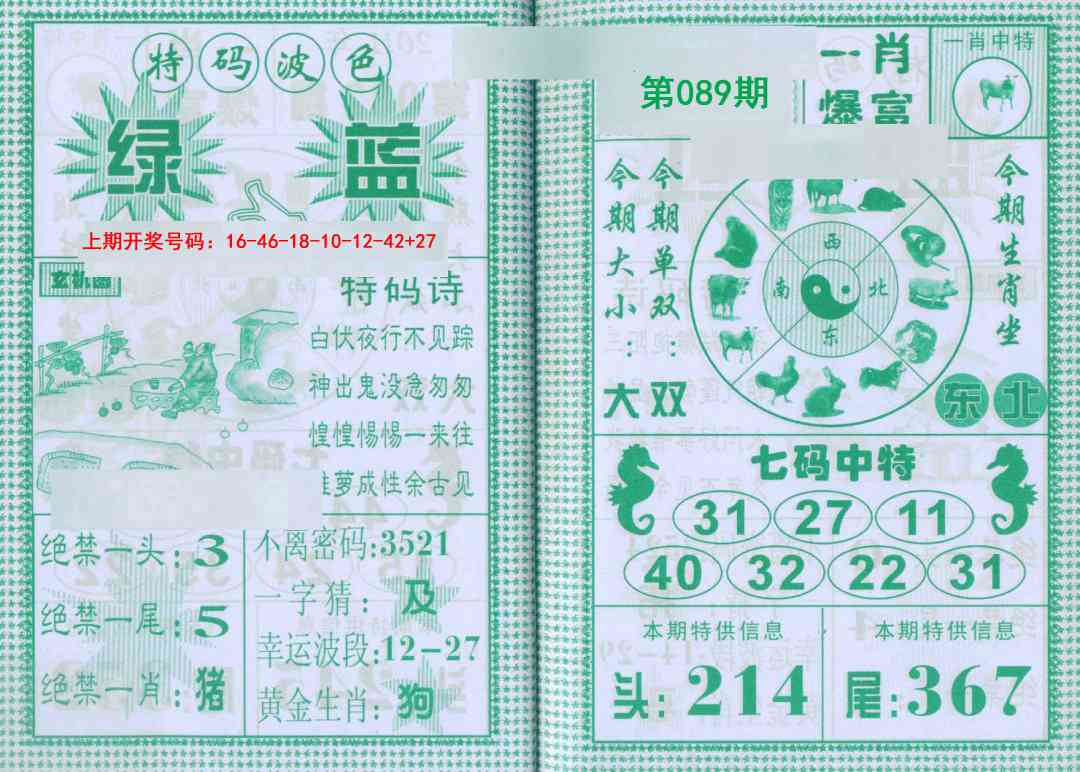 特码波色
绿 蓝
上期开奖号码：16-46-18-10-12-42+27
玄机图
特码诗
白伏夜行不见踪
神出鬼没急匆匆
惶惶惕惕一来往
萝成性余古见
绝禁一头：3
绝禁一尾：5
绝禁一肖：猪
不离密码：3521
一字猜：及
幸运波段：12-27
黄金生肖：狗
第089期
一肖
爆富
一肖中特
今期大小：大
今期单双：双
西
南 北
东
今期生肖坐
东北
七码中特
31 27 11
40 32 22 31
本期特供信息
头：214
本期特供信息
尾：367